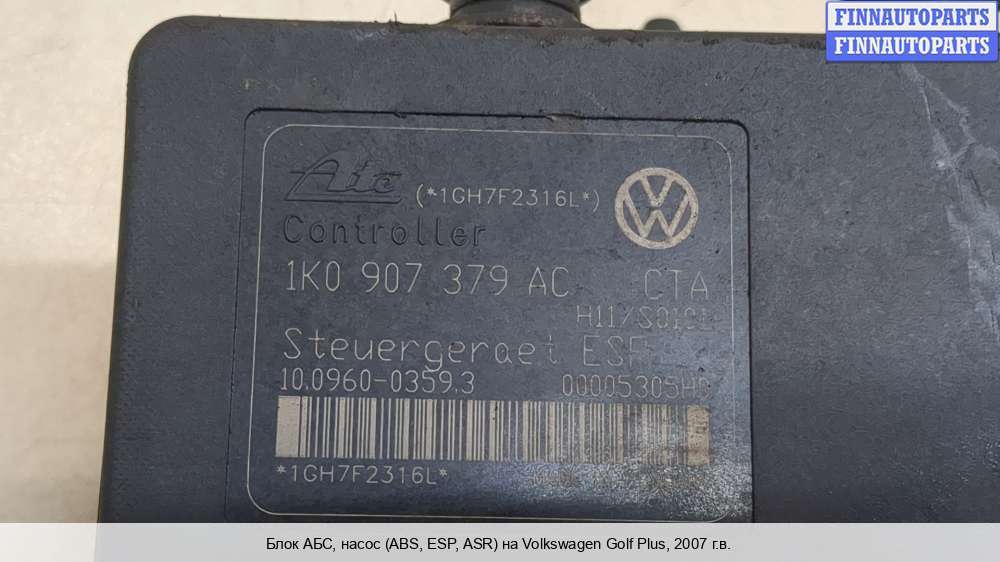 FINNAUTOPARTS
FINNAUTOPARTS
Ate (*1GH7F2316L*)
Controller
1K0 907 379 AC CTA
Steuergeraet ESP
10.0960-0359.3 00005305HD
*1GH7F2316L*
Блок АБС, насос (ABS, ESP, ASR) на Volkswagen Golf Plus, 2007 г.в.